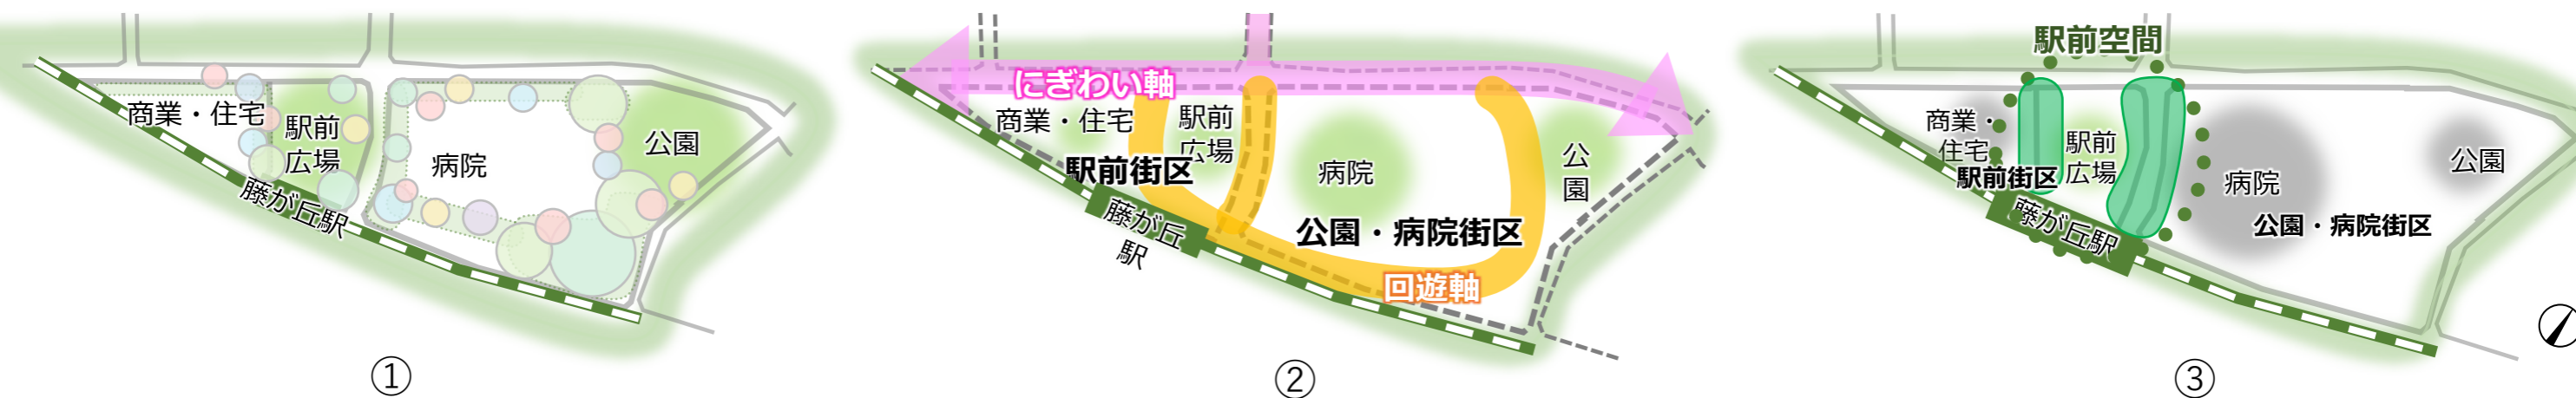 商業・住宅
駅前
広場
病院
公園
藤が丘駅
①
にぎわい軸
商業・住宅
駅前
広場
駅前街区
病院
公
園
藤が丘
駅
公園・病院街区
回遊軸
②
駅前空間
商業・
住宅
駅前
広場
駅前街区
病院
公園
藤が丘駅
公園・病院街区
③